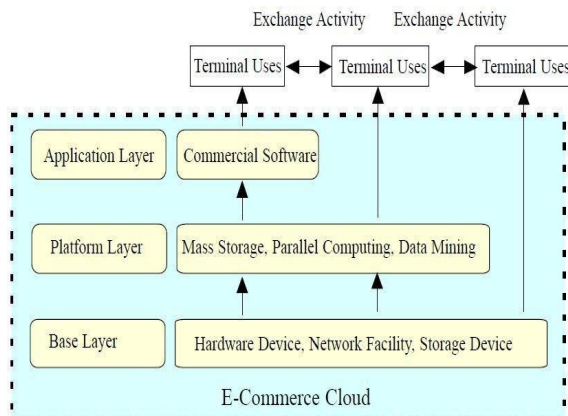 Exchange Activity Exchange Activity
Terminal Uses Terminal Uses Terminal Uses
Application Layer Commercial Software
Platform Layer Mass Storage, Parallel Computing, Data Mining
Base Layer Hardware Device, Network Facility, Storage Device
E-Commerce Cloud